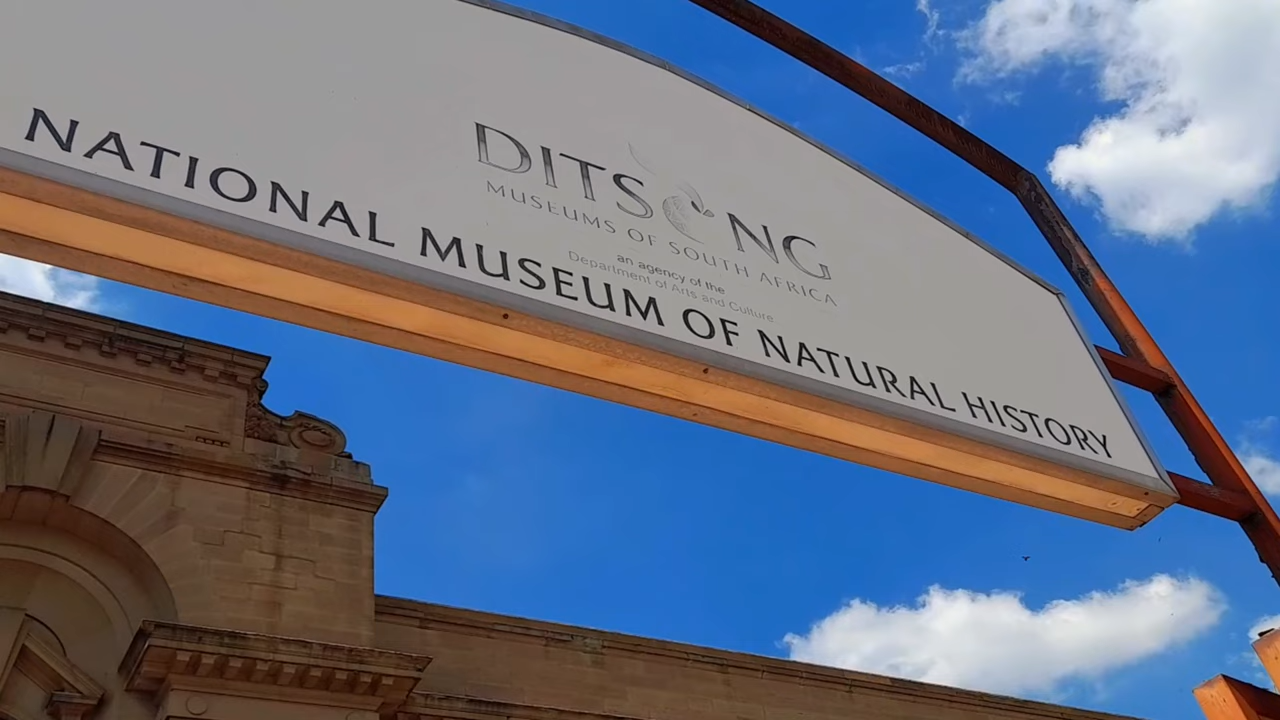 DITSONG
MUSEUMS OF SOUTH AFRICA
an agency of the
Department of Arts and Culture
NATIONAL MUSEUM OF NATURAL HISTORY